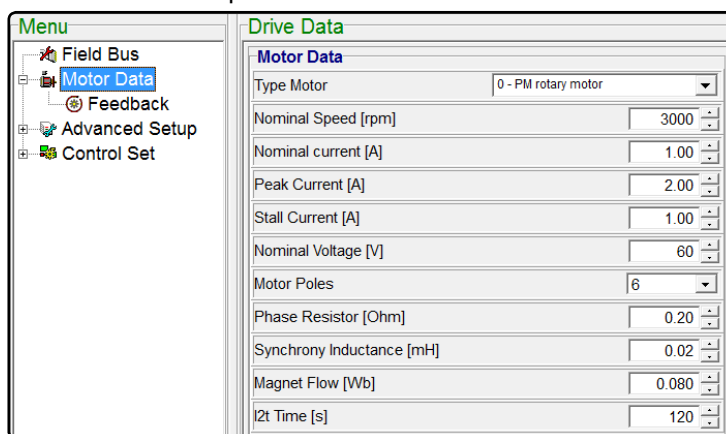 Menu
Field Bus
Motor Data
Feedback
Advanced Setup
Control Set
Drive Data
Motor Data
Type Motor 0 - PM rotary motor
Nominal Speed [rpm] 3000
Nominal current [A] 1.00
Peak Current [A] 2.00
Stall Current [A] 1.00
Nominal Voltage [V] 60
Motor Poles 6
Phase Resistor [Ohm] 0.20
Synchrony Inductance [mH] 0.02
Magnet Flow [Wb] 0.080
I2t Time [s] 120